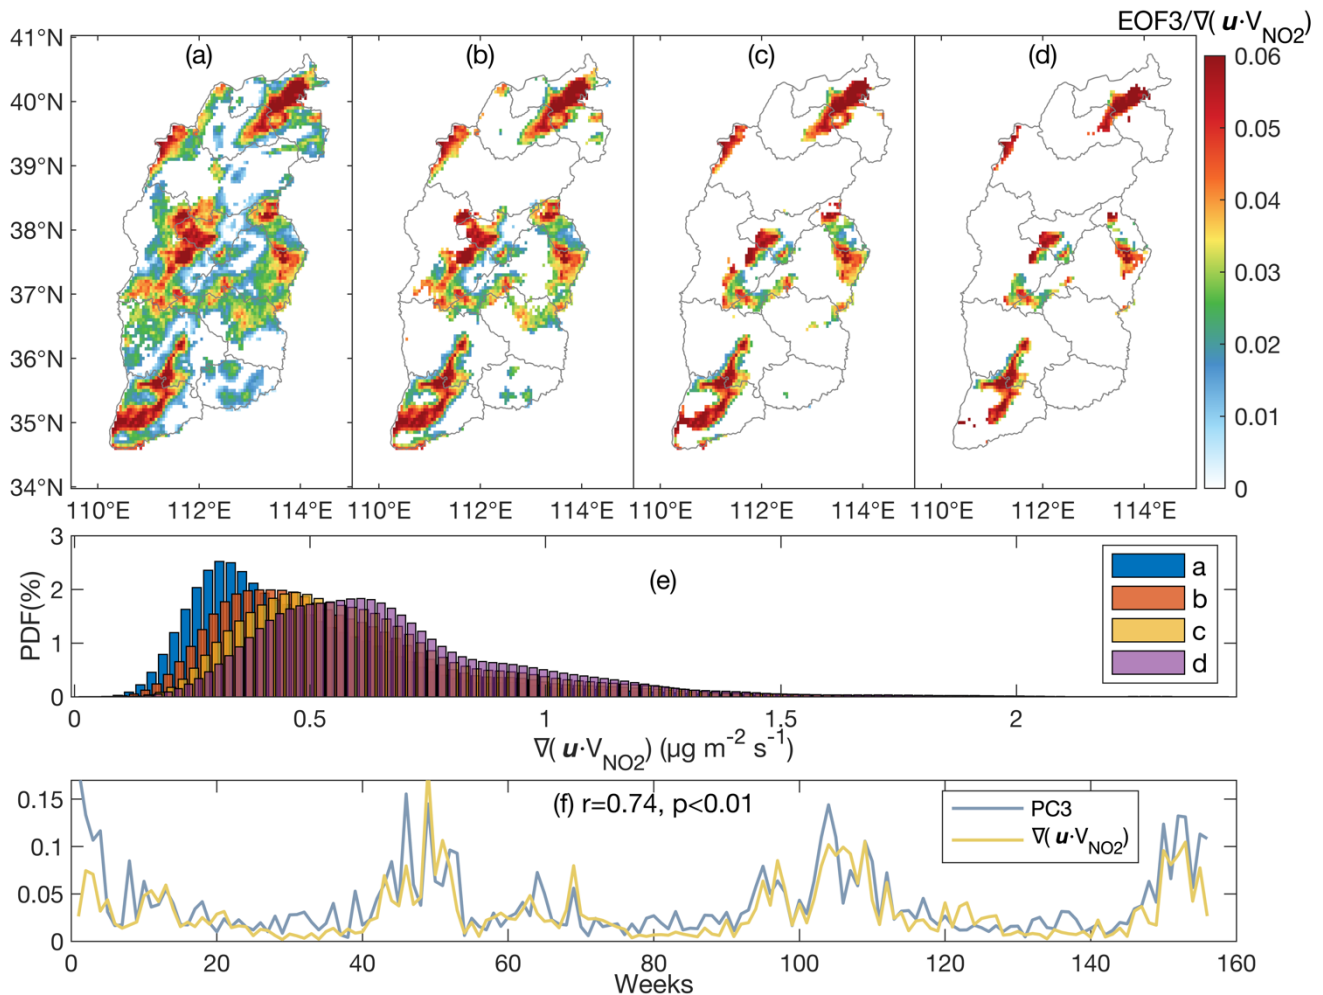 EOF3/∇( u·V_NO2)
(a) (b) (c) (d)
41°N
40°N
39°N
38°N
37°N
36°N
35°N
34°N
0.06
0.05
0.04
0.03
0.02
0.01
0
110°E 112°E 114°E 110°E 112°E 114°E 110°E 112°E 114°E 110°E 112°E 114°E
3
2
1
0
PDF(%)
(e)
a
b
c
d
0 0.5 1 1.5 2
∇( u·V_NO2) (µg m^-2 s^-1)
0.15
0.1
0.05
0
(f) r=0.74, p<0.01
PC3
∇( u·V_NO2)
0 20 40 60 80 100 120 140 160
Weeks